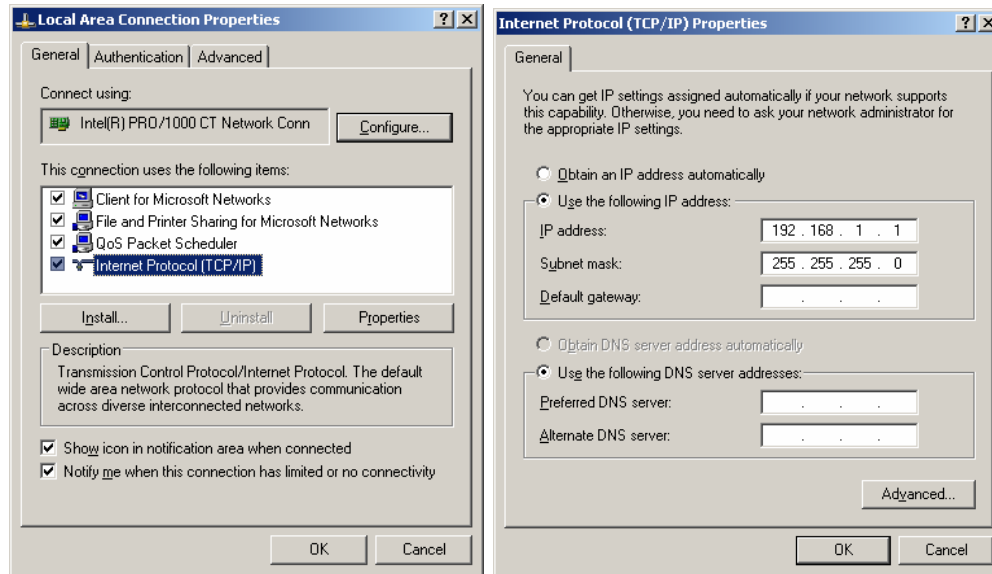 Local Area Connection Properties
General Authentication Advanced
Connect using:
Intel(R) PRO/1000 CT Network Conn Configure...
This connection uses the following items:
Client for Microsoft Networks
File and Printer Sharing for Microsoft Networks
QoS Packet Scheduler
Internet Protocol (TCP/IP)
Install... Uninstall Properties
Description
Transmission Control Protocol/Internet Protocol. The default
wide area network protocol that provides communication
across diverse interconnected networks.
Show icon in notification area when connected
Notify me when this connection has limited or no connectivity
OK Cancel
Internet Protocol (TCP/IP) Properties
General
You can get IP settings assigned automatically if your network supports
this capability. Otherwise, you need to ask your network administrator for
the appropriate IP settings.
Obtain an IP address automatically
Use the following IP address:
IP address: 192 . 168 . 1 . 1
Subnet mask: 255 . 255 . 255 . 0
Default gateway: . . .
Obtain DNS server address automatically
Use the following DNS server addresses:
Preferred DNS server: . . .
Alternate DNS server: . . .
Advanced...
OK Cancel